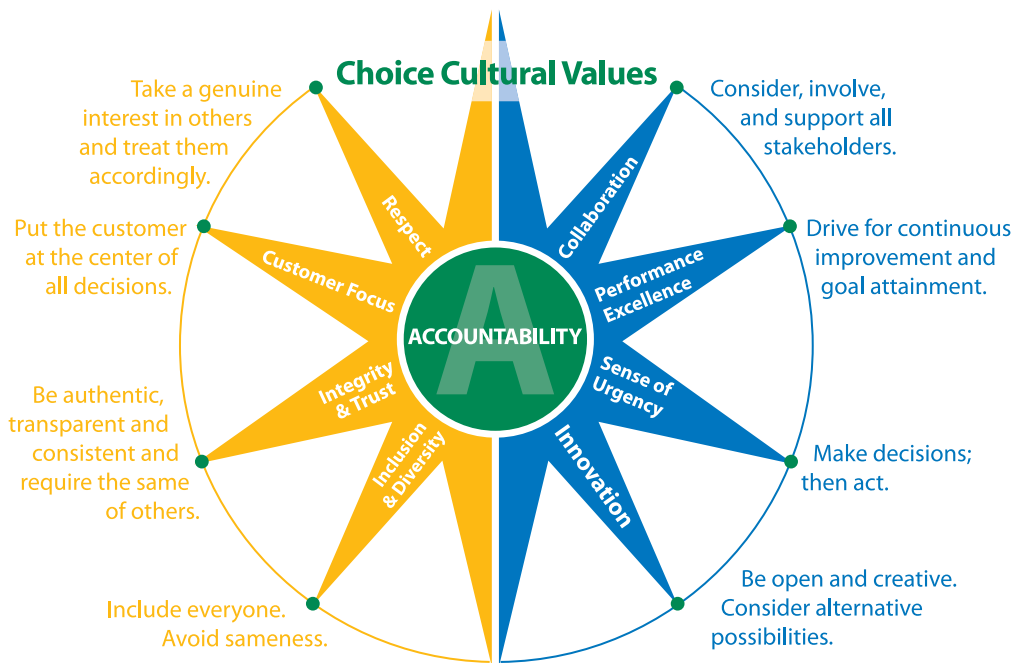 Choice Cultural Values
Take a genuine
interest in others
and treat them
accordingly.
Respect
Put the customer
at the center of
all decisions.
Customer Focus
Be authentic,
transparent and
consistent and
require the same
of others.
Integrity
& Trust
Include everyone.
Avoid sameness.
Inclusion
& Diversity
A
ACCOUNTABILITY
Collaboration
Consider, involve,
and support all
stakeholders.
Performance
Excellence
Drive for continuous
improvement and
goal attainment.
Sense of
Urgency
Make decisions;
then act.
Innovation
Be open and creative.
Consider alternative
possibilities.